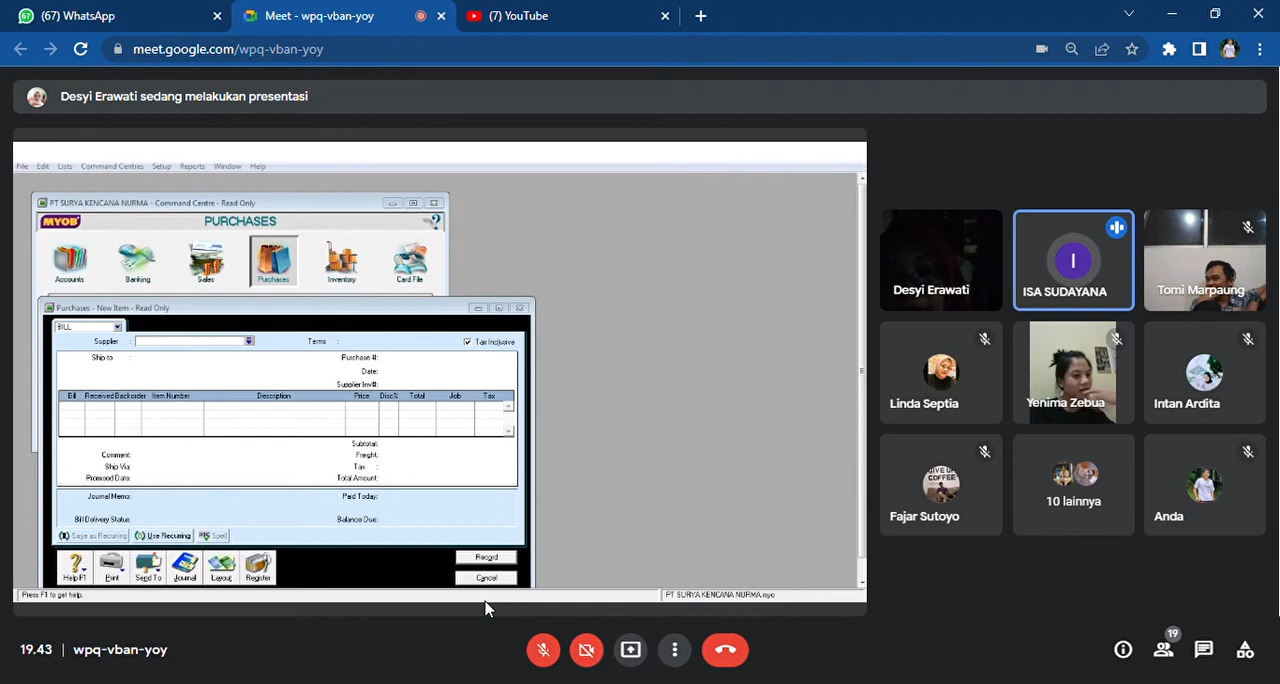 (67) WhatsApp
Meet - wpq-vban-yoy
(7) YouTube
meet.google.com/wpq-vban-yoy
Desyi Erawati sedang melakukan presentasi
File Edit Lists Command Centres Setup Reports Window Help
PT SURYA KENCANA NURMA - Command Centre - Read Only
MYOB PURCHASES ?
Accounts Banking Sales Purchases Inventory Card File
Purchases - New Item - Read Only
BILL
Supplier : Terms : Tax Inclusive
Ship to : Purchase #:
Date:
Supplier Inv#:
Bill Received Backorder Item Number Description Price Disc% Total Job Tax
Subtotal:
Comment: Freight:
Ship Via: Tax :
Promised Date: Total Amount:
Journal Memo: Paid Today:
Bill Delivery Status: Balance Due:
Save as Recurring Use Recurring Spell
Help F1 Print Send To Journal Layout Register
Record
Cancel
Press F1 to get help. PT SURYA KENCANA NURMA.myo
Desyi Erawati
I
ISA SUDAYANA
Tomi Marpaung
Linda Septia
Yenima Zebua
Intan Ardita
GIVE UP
COFFEE
Fajar Sutoyo
10 lainnya
Anda
19.43 | wpq-vban-yoy
19